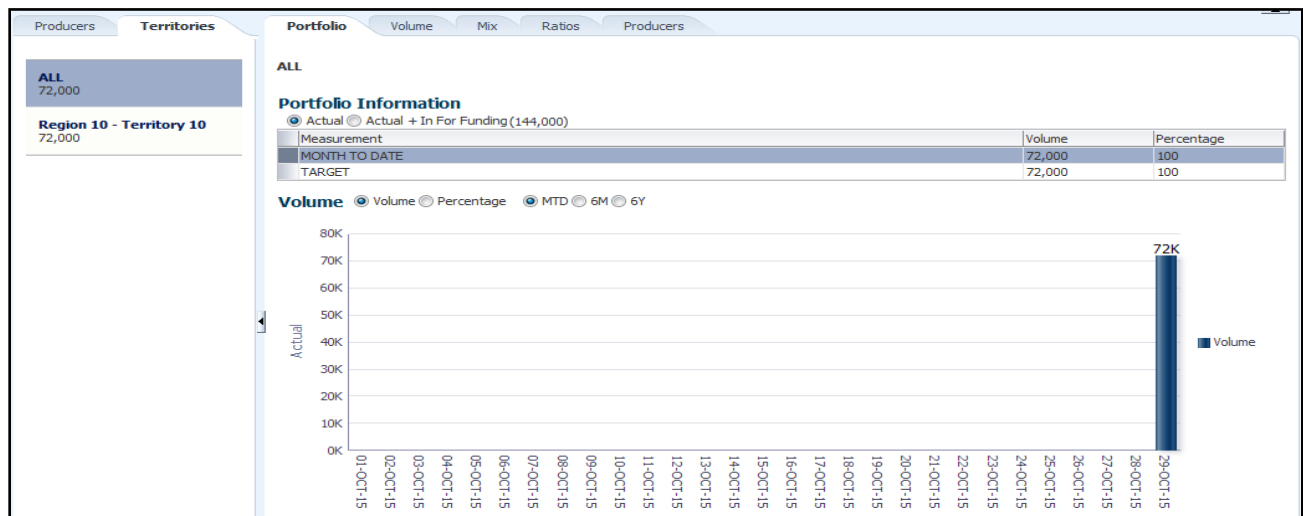 Producers Territories Portfolio Volume Mix Ratios Producers
ALL
72,000
Region 10 - Territory 10
72,000
ALL
Portfolio Information
Actual Actual + In For Funding (144,000)
Measurement Volume Percentage
MONTH TO DATE 72,000 100
TARGET 72,000 100
Volume Volume Percentage MTD 6M 6Y
80K
70K
60K
50K
40K
30K
20K
10K
0K
Actual
72K
Volume
01-OCT-15
02-OCT-15
03-OCT-15
04-OCT-15
05-OCT-15
06-OCT-15
07-OCT-15
08-OCT-15
09-OCT-15
10-OCT-15
11-OCT-15
12-OCT-15
13-OCT-15
14-OCT-15
15-OCT-15
16-OCT-15
17-OCT-15
18-OCT-15
19-OCT-15
20-OCT-15
21-OCT-15
22-OCT-15
23-OCT-15
24-OCT-15
25-OCT-15
26-OCT-15
27-OCT-15
28-OCT-15
29-OCT-15